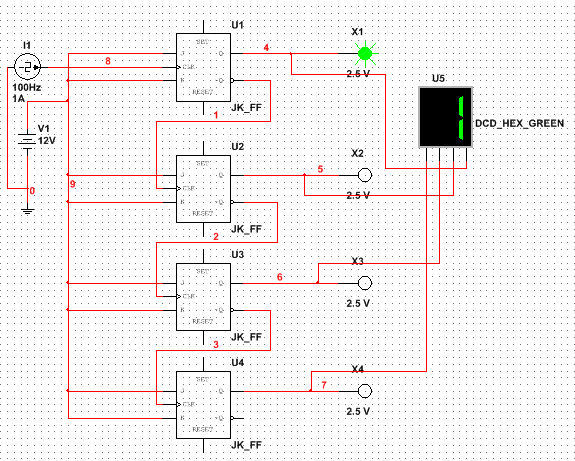 I1
100Hz
1A
V1
12V
0
8
9
U1
SET
J
Q
CLK
K
~Q
RESET
JK_FF
4
X1
2.5 V
1
U2
SET
J
Q
CLK
K
~Q
RESET
JK_FF
5
X2
2.5 V
2
U3
SET
J
Q
CLK
K
~Q
RESET
JK_FF
6
X3
2.5 V
3
U4
SET
J
Q
CLK
K
~Q
RESET
JK_FF
7
X4
2.5 V
U5
1
DCD_HEX_GREEN